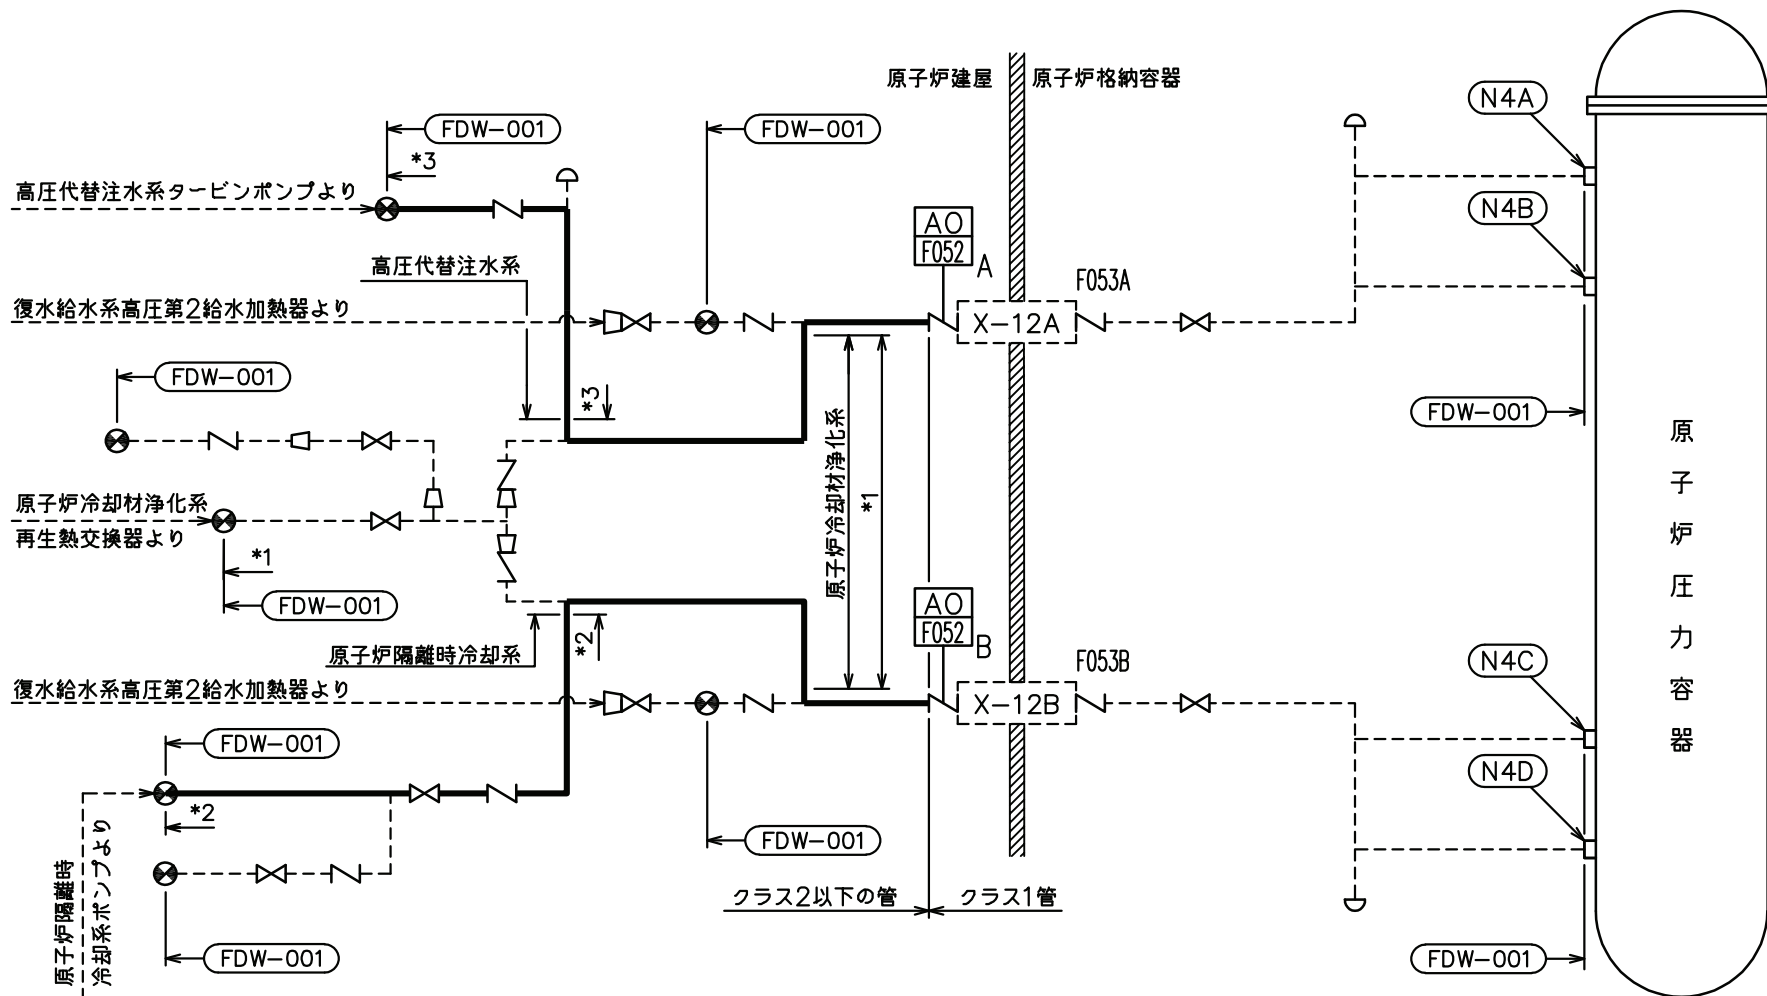 原子炉建屋
原子炉格納容器
N4A
FDW-001
FDW-001
*3
高圧代替注水系タービンポンプより
N4B
AO
F052
A
高圧代替注水系
F053A
復水給水系高圧第2給水加熱器より
X-12A
FDW-001
*3
FDW-001
原子炉冷却材浄化系
*1
原子炉圧力容器
原子炉冷却材浄化系
再生熱交換器より
*1
FDW-001
AO
F052
B
*2
原子炉隔離時冷却系
F053B
N4C
復水給水系高圧第2給水加熱器より
X-12B
FDW-001
N4D
*2
FDW-001
原子炉隔離時
冷却系ポンプより
クラス2以下の管
クラス1管
FDW-001
FDW-001